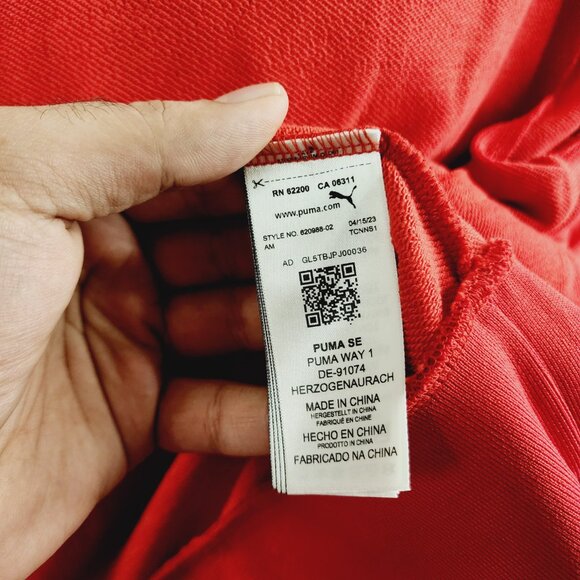 RN 62200 CA 05311
www.puma.com
STYLE NO. 620988-02 04/15/23
AM TCNNS1
AD GL5TBJPJ00036
PUMA SE
PUMA WAY 1
DE-91074
HERZOGENAURACH
MADE IN CHINA
HERGESTELLT IN CHINA
FABRIQUÉ EN CHINE
HECHO EN CHINA
PRODOTTO IN CINA
FABRICADO NA CHINA